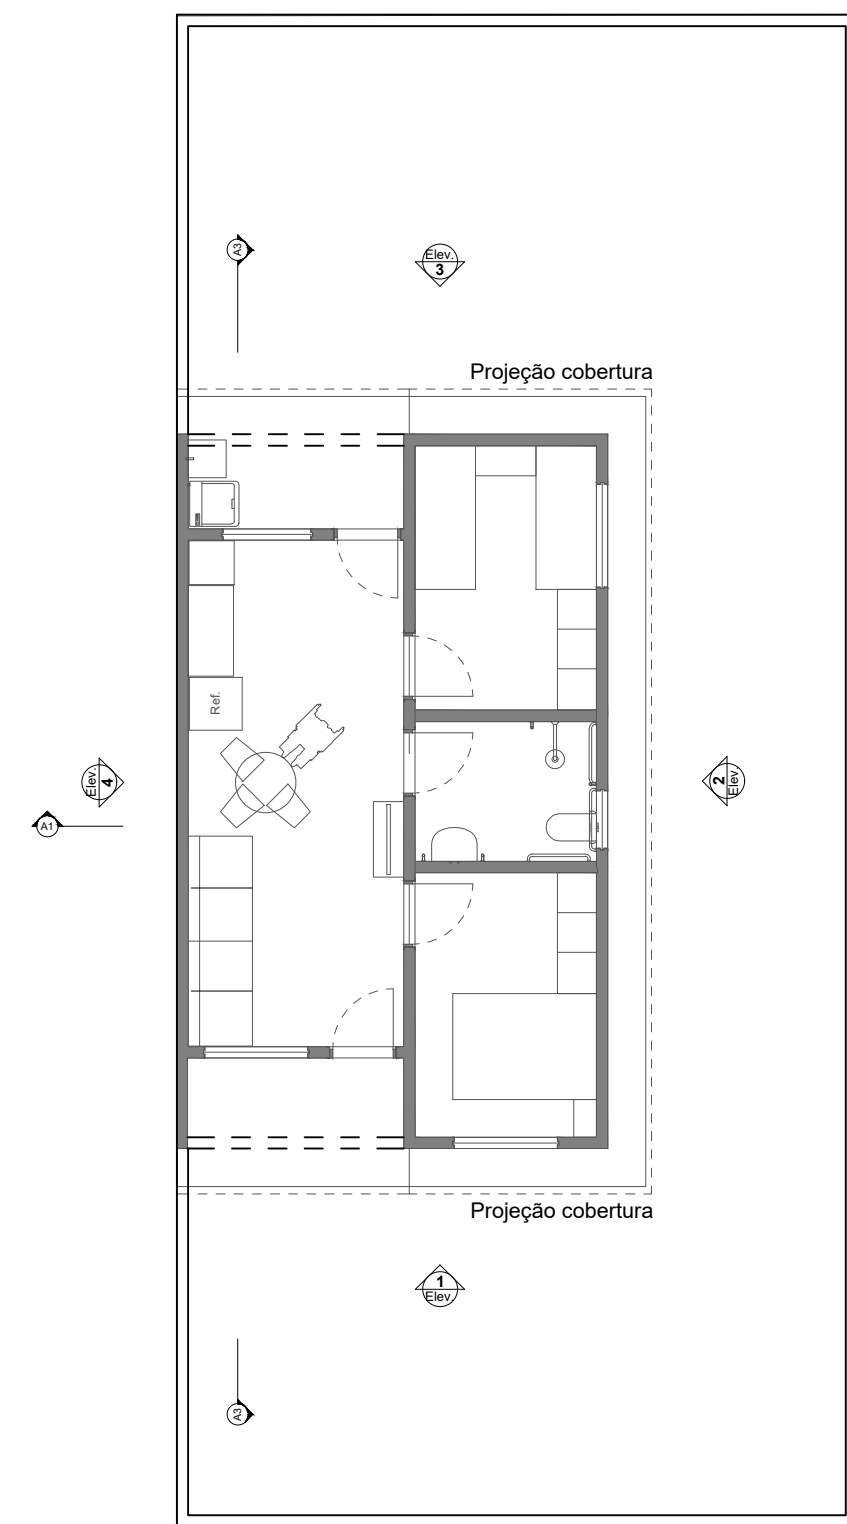 A3
Elev.
3
Projeção cobertura
Ref.
Elev.
4
2
Elev.
A1
Projeção cobertura
1
Elev.
A3